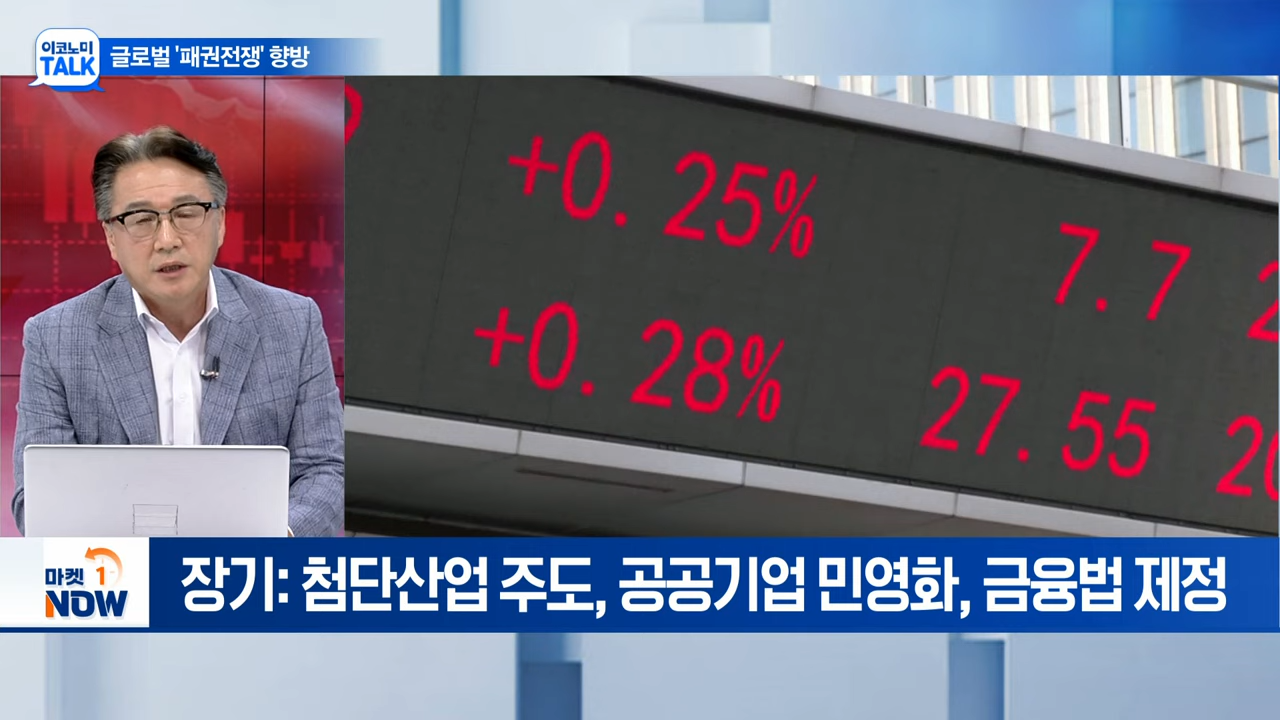 이코노미
TALK
글로벌 '패권전쟁' 향방
+0. 25%
7. 7
+0. 28%
27. 55
마켓 1
NOW
장기: 첨단산업 주도, 공공기업 민영화, 금융법 제정